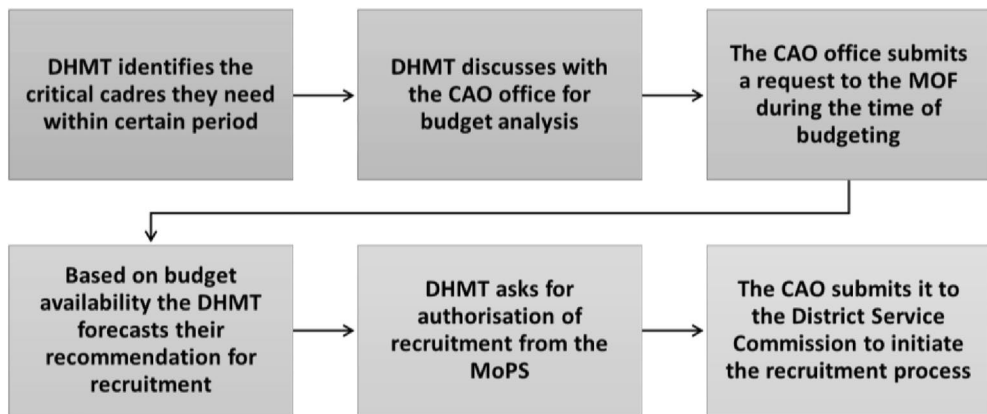 DHMT identifies the
critical cadres they need
within certain period
DHMT discusses with
the CAO office for
budget analysis
The CAO office submits
a request to the MOF
during the time of
budgeting
Based on budget
availability the DHMT
forecasts their
recommendation for
recruitment
DHMT asks for
authorisation of
recruitment from the
MoPS
The CAO submits it to
the District Service
Commission to initiate
the recruitment process